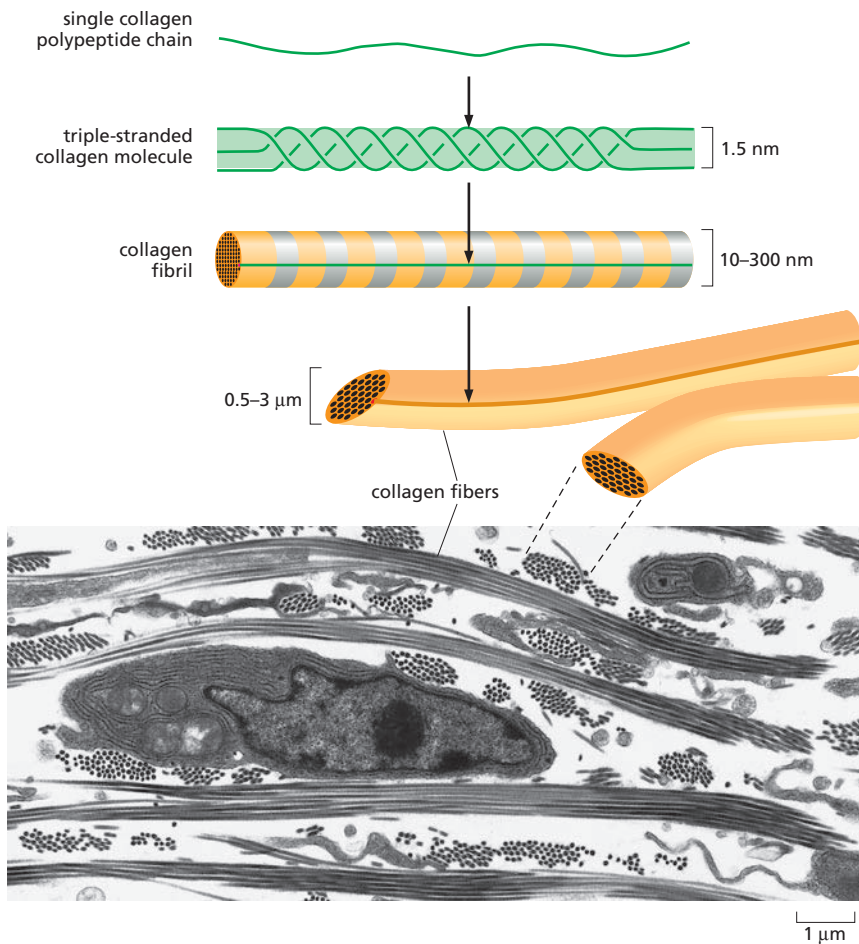 single collagen
polypeptide chain
triple-stranded
collagen molecule
1.5 nm
collagen
fibril
10–300 nm
0.5–3 μm
collagen fibers
1 μm